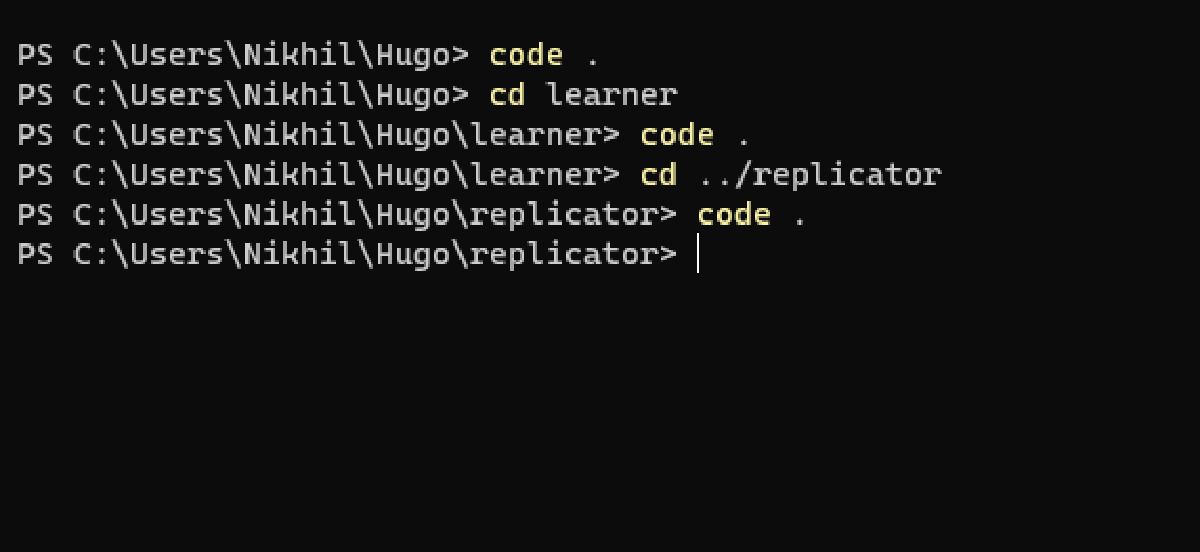 PS C:\Users\Nikhil\Hugo> code .
PS C:\Users\Nikhil\Hugo> cd learner
PS C:\Users\Nikhil\Hugo\learner> code .
PS C:\Users\Nikhil\Hugo\learner> cd ../replicator
PS C:\Users\Nikhil\Hugo\replicator> code .
PS C:\Users\Nikhil\Hugo\replicator>